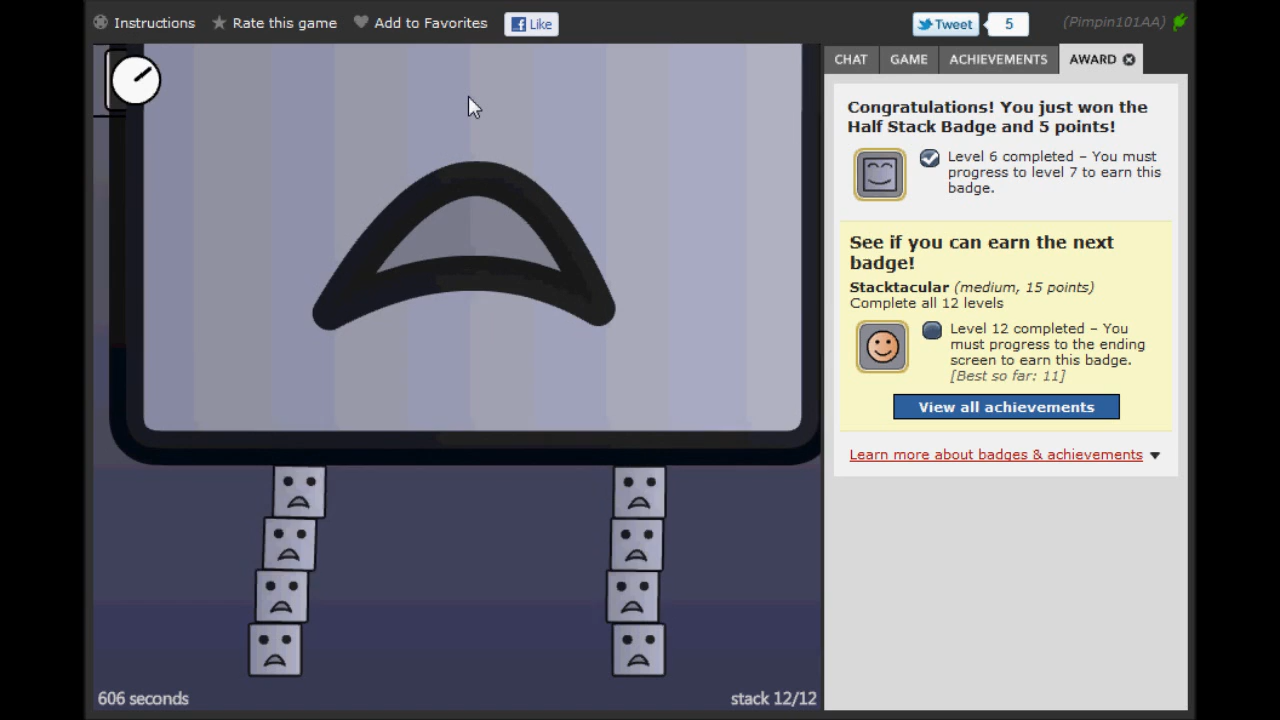 Instructions Rate this game Add to Favorites Like Tweet 5 (Pimpin101AA)
CHAT GAME ACHIEVEMENTS AWARD
Congratulations! You just won the
Half Stack Badge and 5 points!
Level 6 completed – You must
progress to level 7 to earn this
badge.
See if you can earn the next
badge!
Stacktacular (medium, 15 points)
Complete all 12 levels
Level 12 completed – You
must progress to the ending
screen to earn this badge.
[Best so far: 11]
View all achievements
Learn more about badges & achievements
606 seconds stack 12/12